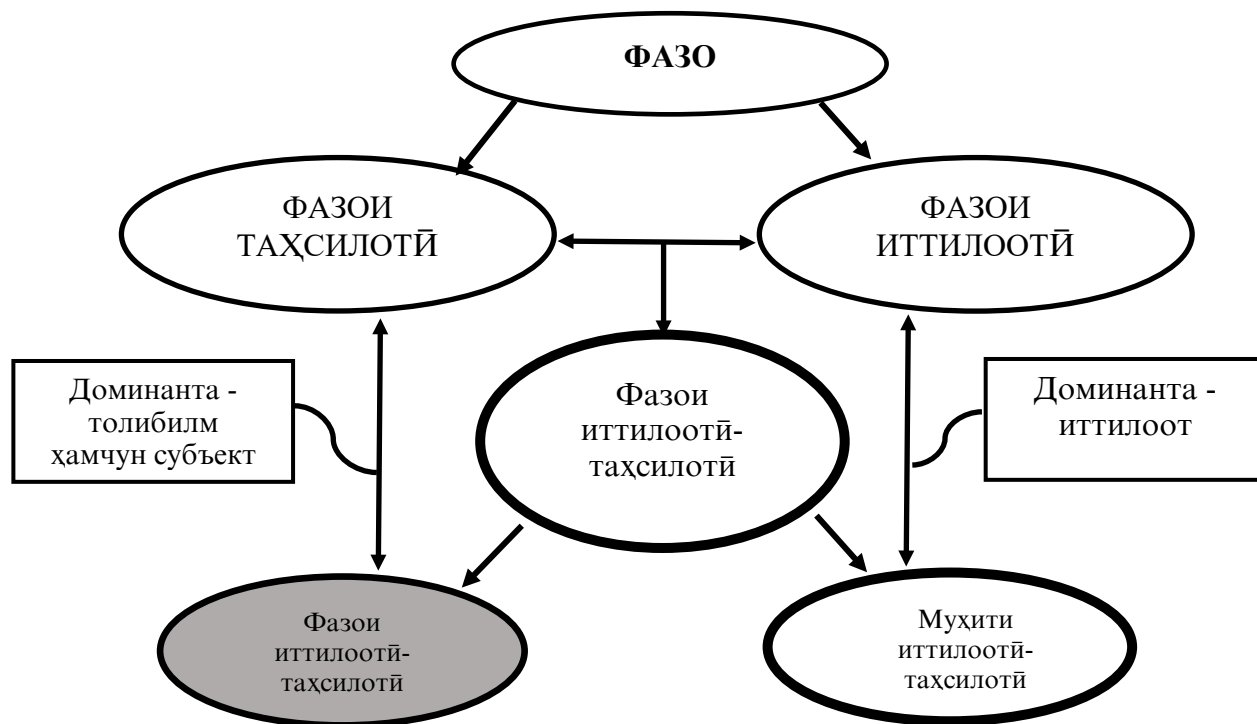 ФАЗО
ФАЗОИ
ТАҲСИЛОТӢ
ФАЗОИ
ИТТИЛООТӢ
Доминанта -
толибилм
ҳамчун субъект
Фазои
иттилоотӣ-
таҳсилотӣ
Доминанта -
иттилоот
Фазои
иттилоотӣ-
таҳсилотӣ
Муҳити
иттилоотӣ-
таҳсилотӣ